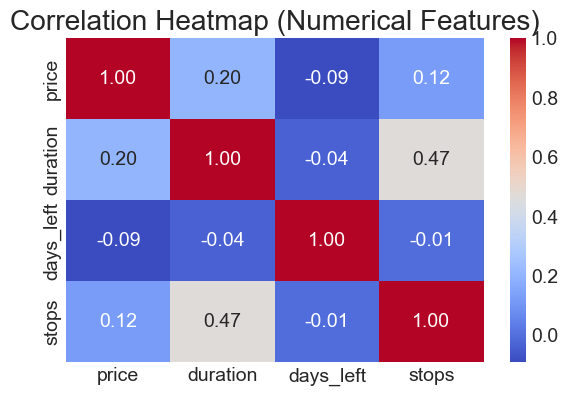 Correlation Heatmap (Numerical Features)
price 1.00 0.20 -0.09 0.12
duration 0.20 1.00 -0.04 0.47
days_left -0.09 -0.04 1.00 -0.01
stops 0.12 0.47 -0.01 1.00
price duration days_left stops
1.0
0.8
0.6
0.4
0.2
0.0